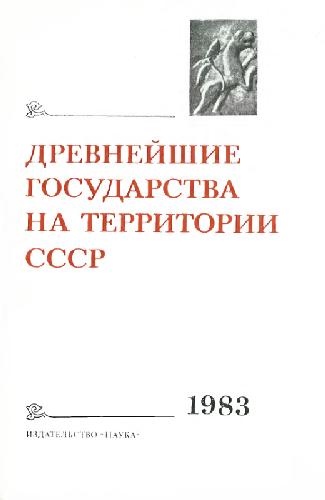 ДРЕВНЕЙШИЕ
ГОСУДАРСТВА
НА ТЕРРИТОРИИ
СССР
1983
ИЗДАТЕЛЬСТВО «НАУКА»